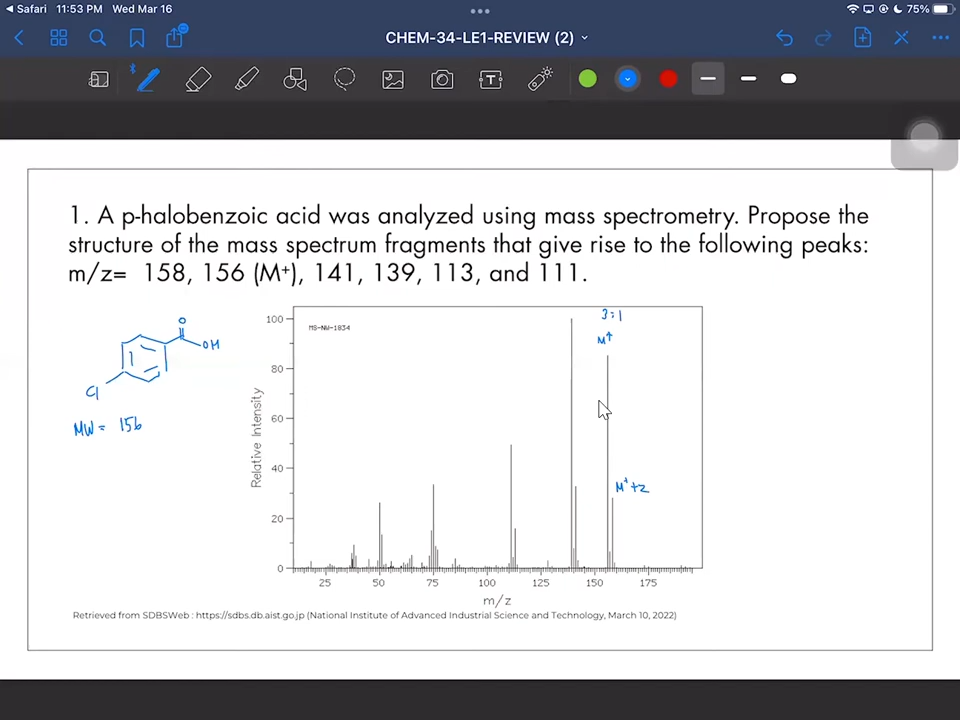 Safari 11:53 PM Wed Mar 16 75%
CHEM-34-LE1-REVIEW (2)
1. A p-halobenzoic acid was analyzed using mass spectrometry. Propose the
structure of the mass spectrum fragments that give rise to the following peaks:
m/z= 158, 156 (M⁺), 141, 139, 113, and 111.
O
OH
Cl
MW = 156
MS-NW-1834
3:1
M⁺
M⁺+2
Relative Intensity
100
80
60
40
20
0
25 50 75 100 125 150 175
m/z
Retrieved from SDBSWeb : https://sdbs.db.aist.go.jp (National Institute of Advanced Industrial Science and Technology, March 10, 2022)